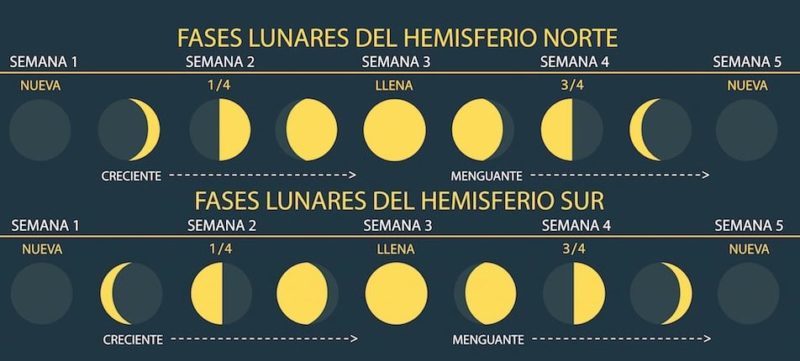 FASES LUNARES DEL HEMISFERIO NORTE
SEMANA 1 SEMANA 2 SEMANA 3 SEMANA 4 SEMANA 5
NUEVA 1/4 LLENA 3/4 NUEVA
CRECIENTE MENGUANTE
FASES LUNARES DEL HEMISFERIO SUR
SEMANA 1 SEMANA 2 SEMANA 3 SEMANA 4 SEMANA 5
NUEVA 1/4 LLENA 3/4 NUEVA
CRECIENTE MENGUANTE